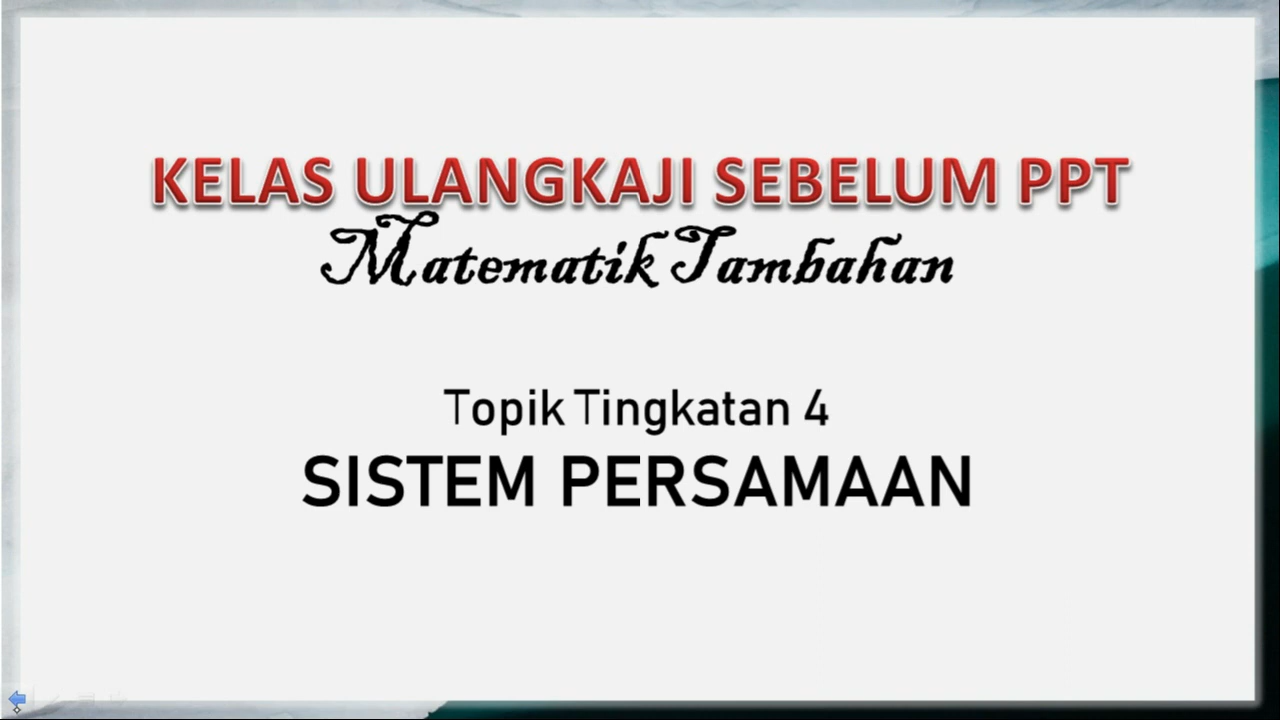 KELAS ULANGKAJI SEBELUM PPT
Matematik Tambahan
Topik Tingkatan 4
SISTEM PERSAMAAN